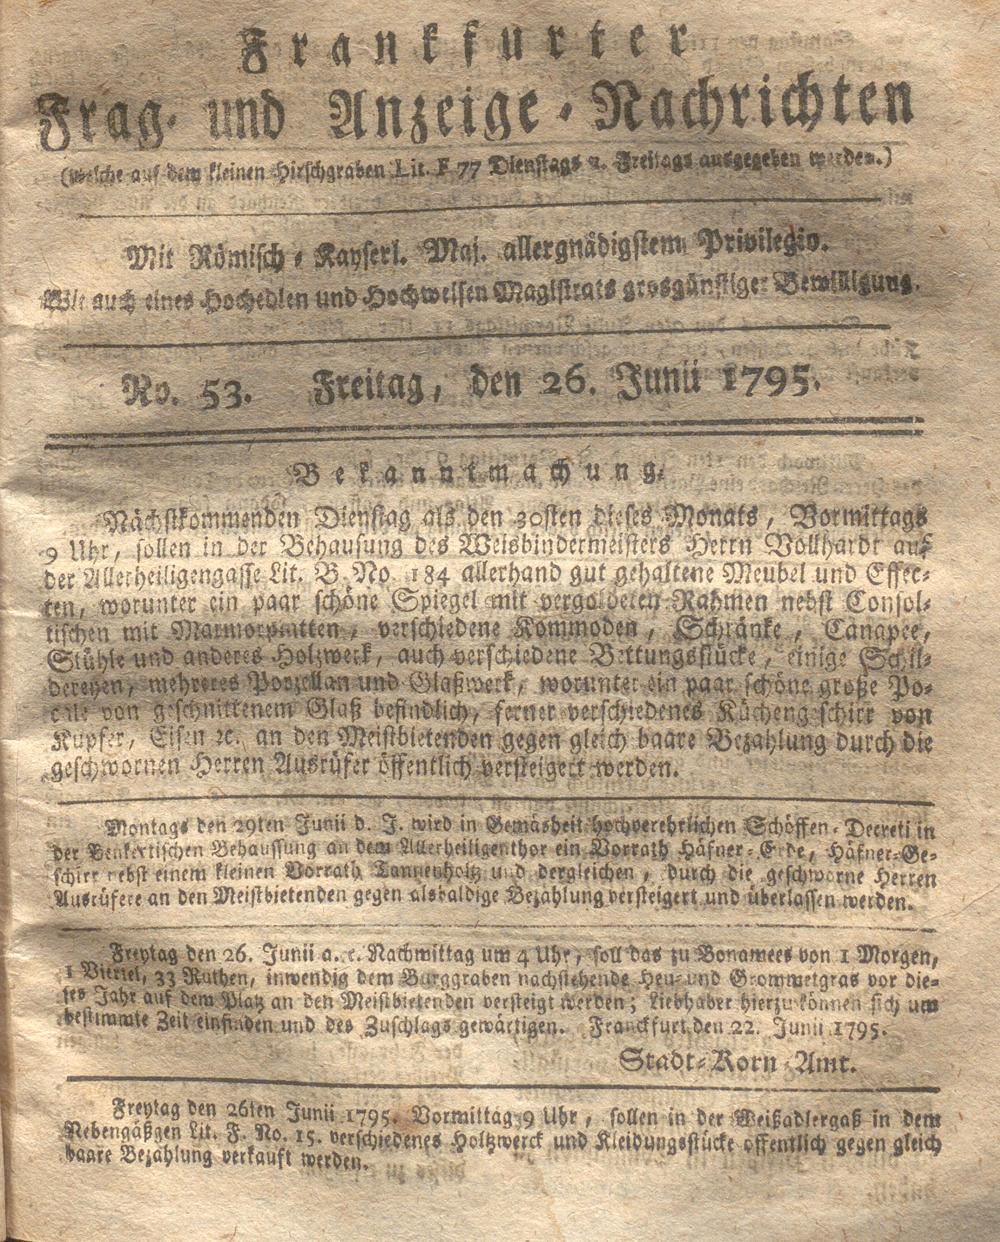 Frankfurter
Frag- und Anzeige-Nachrichten
(welche auf dem kleinen Hirschgraben Lit. F 77 Dienstags u. Freitags ausgegeben werden.)
Mit Römisch-Kayserl. Maj. allergnädigstem Privilegio.
Wie auch eines Hochedlen und Hochweisen Magistrats grosgünstiger Bewilligung.
No. 53. Freitag, den 26. Junii 1795.
Bekanntmachung.
Nächstkommenden Dienstag als den 30sten dieses Monats, Vormittags
9 Uhr, sollen in der Behausung des Weisbindermeisters Herrn Vollhardt auf
der Allerheiligengasse Lit. B. No. 184 allerhand gut gehaltene Meubel und Effec-
ten, worunter ein paar schöne Spiegel mit vergoldeten Rahmen nebst Consol-
tischen mit Marmorplatten, verschiedene Kommoden, Schränke, Canapee,
Stühle und anderes Holzwerk, auch verschiedene Bettungsstücke, einige Schil-
dereyen, mehreres Porzellan und Glaßwerk, worunter ein paar schöne große Po-
cale von geschnittenem Glaß befindlich, ferner verschiedenes Küchengeschirr von
Kupfer, Eisen ꝛc. an den Meistbietenden gegen gleich baare Bezahlung durch die
geschwornen Herren Ausrüfer öffentlich versteigert werden.
Montags den 29ten Junii d. J. wird in Gemäsheit hochverehrlichen Schöffen-Decreti in
der Benkertischen Behaussung an dem Allerheiligenthor ein Vorrath Häfner-Erde, Häfner-Ge-
schirr nebst einem kleinen Vorrath Tannenholtz und dergleichen, durch die geschworne Herren
Ausrüfere an den Meistbietenden gegen alsbaldige Bezahlung versteigert und überlassen werden.
Freytag den 26. Junii a. c. Nachmittag um 4 Uhr, soll das zu Bonamees von 1 Morgen,
1 Viertel, 33 Ruthen, inwendig dem Burggraben nachstehende Heu- und Grommetgras vor die-
ses Jahr auf dem Platz an den Meistbietenden versteigt werden; Liebhaber hierzu können sich um
bestimmte Zeit einfinden und des Zuschlags gewärtigen. Franckfurt den 22. Junii 1795.
Stadt-Korn-Amt.
Freytag den 26ten Junii 1795. Vormittag 9 Uhr, sollen in der Weißadlergaß in dem
Nebengäßgen Lit. F. No. 15. verschiedenes Holtzwerck und Kleidungsstücke öffentlich gegen gleich
baare Bezahlung verkauft werden.